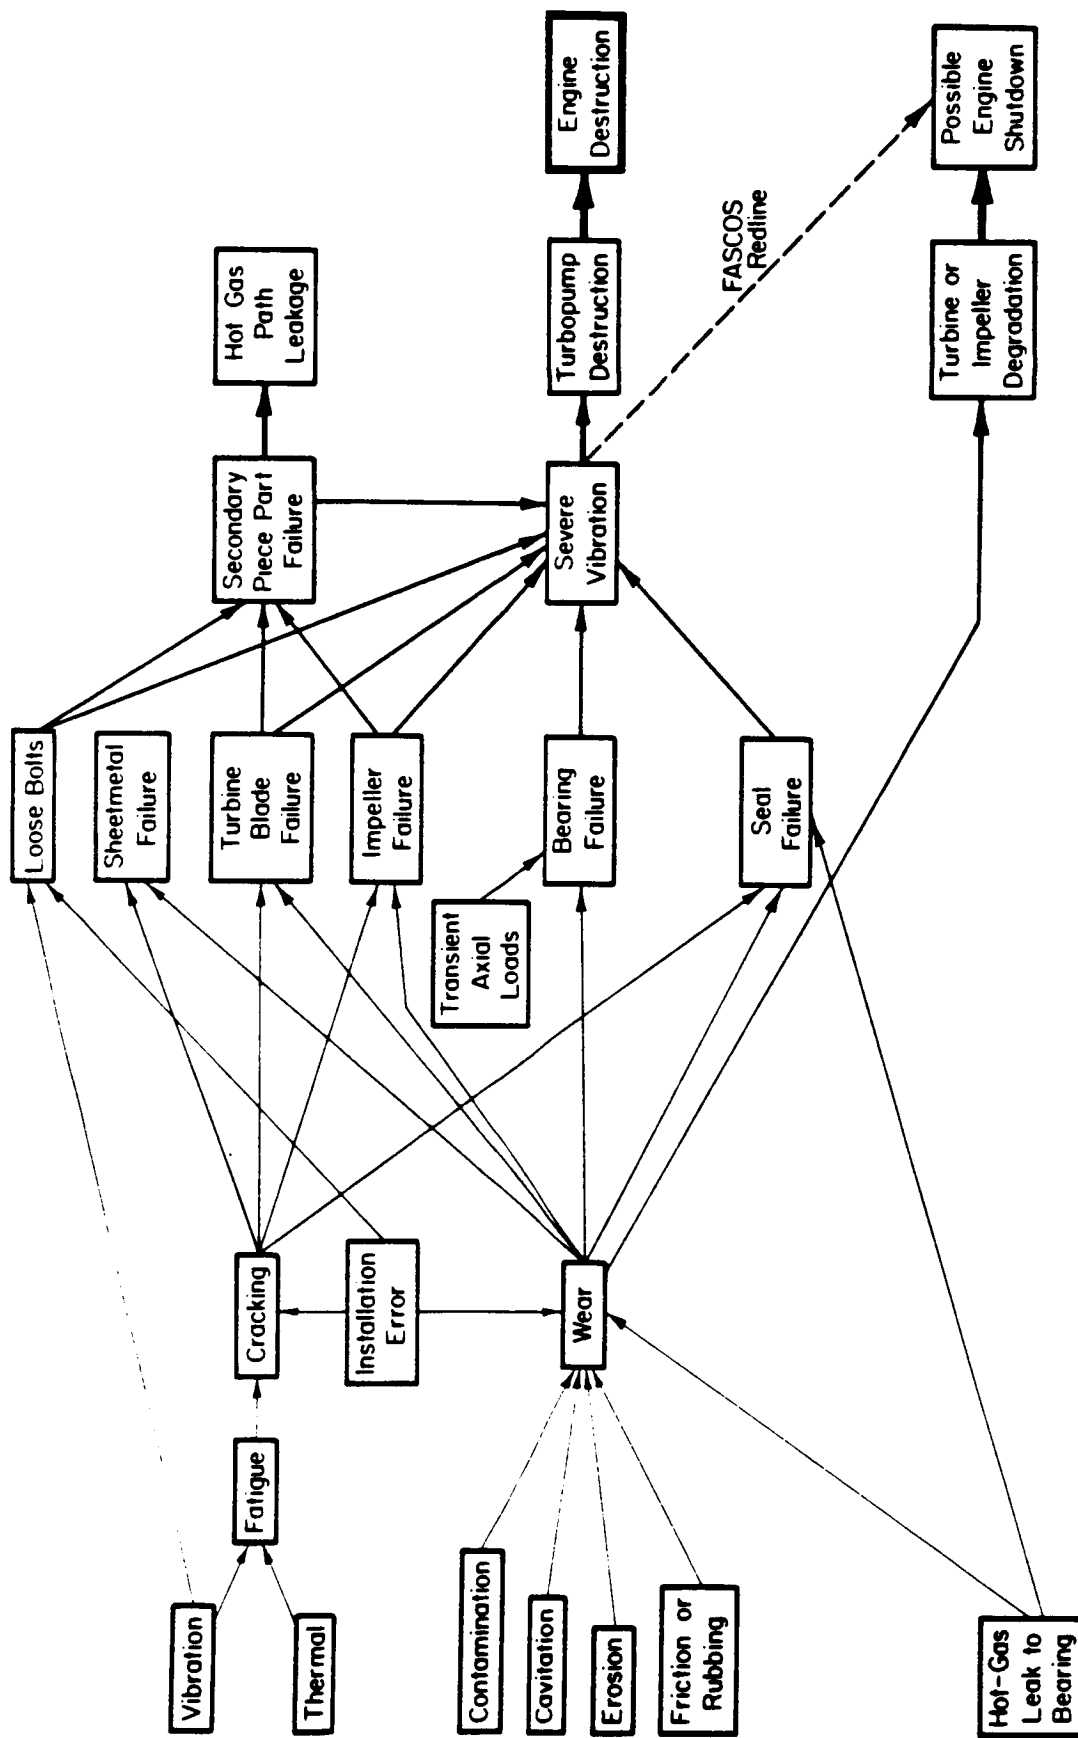 Vibration
Thermal
Fatigue
Cracking
Installation
Error
Contamination
Cavitation
Erosion
Friction or
Rubbing
Wear
Hot-Gas
Leak to
Bearing
Loose Bolts
Sheetmetal
Failure
Turbine
Blade
Failure
Impeller
Failure
Transient
Axial
Loads
Bearing
Failure
Seal
Failure
Secondary
Piece Part
Failure
Hot Gas
Path
Leakage
Severe
Vibration
Turbopump
Destruction
Engine
Destruction
FASCOS
Redline
Turbine or
Impeller
Degradation
Possible
Engine
Shutdown